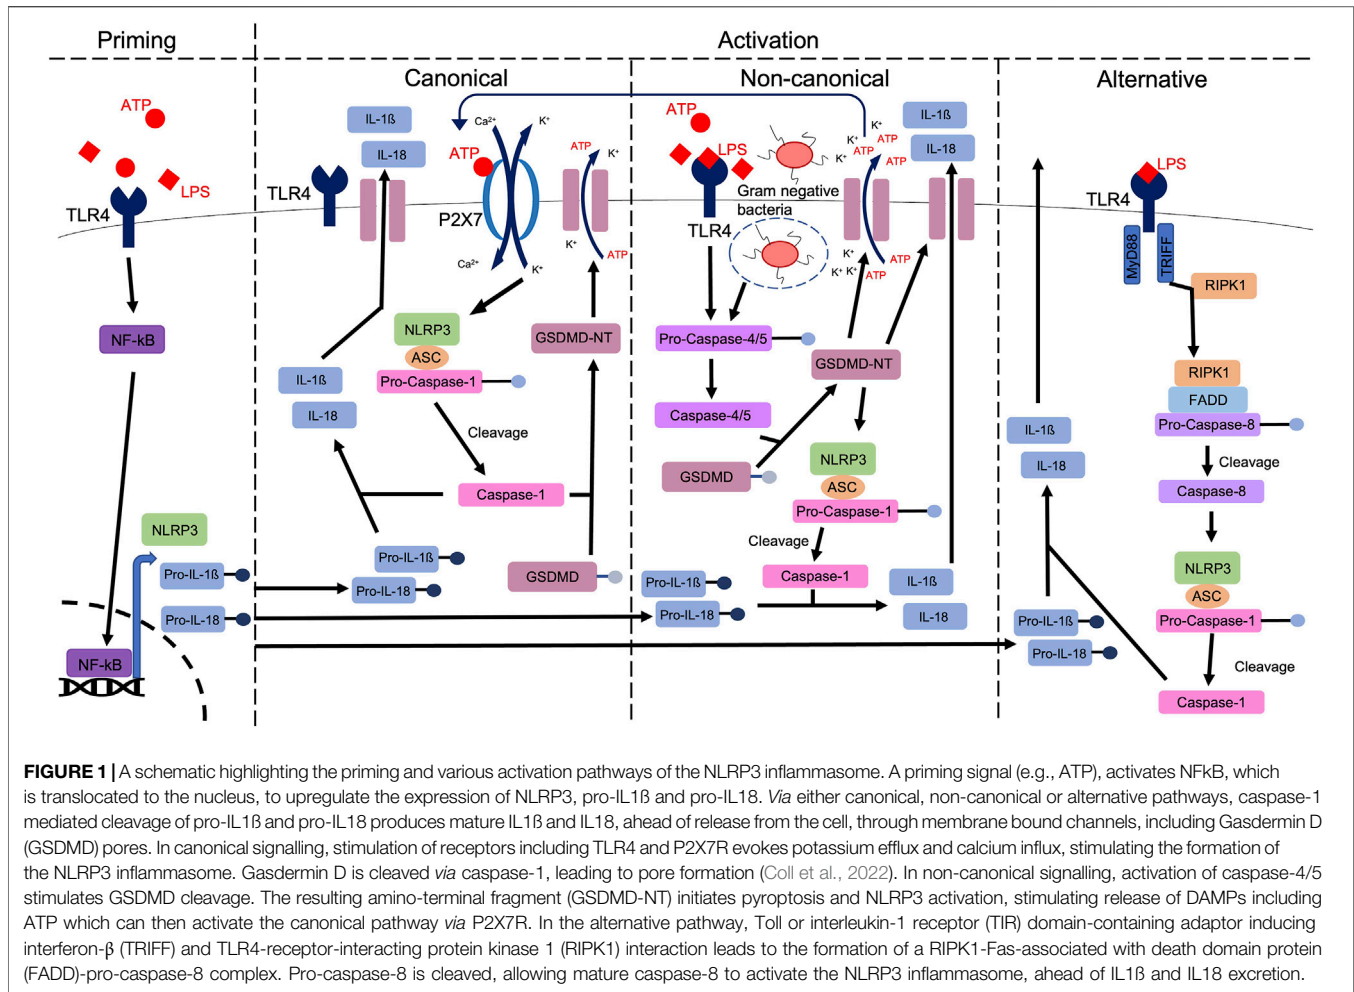 Priming
Activation
Canonical
Non-canonical
Alternative
ATP
LPS
TLR4
NF-kB
NLRP3
Pro-IL-1ß
Pro-IL-18
NF-kB
IL-1ß
IL-18
TLR4
Ca²⁺
K⁺
ATP
P2X7
Ca²⁺
K⁺
ATP
K⁺
K⁺
ATP
NLRP3
ASC
Pro-Caspase-1
GSDMD-NT
IL-1ß
IL-18
Cleavage
Caspase-1
Pro-IL-1ß
Pro-IL-18
GSDMD
ATP
LPS
TLR4
Gram negative
bacteria
K⁺
K⁺
K⁺
ATP
ATP
ATP
K⁺
K⁺ K⁺
ATP
ATP
IL-1ß
IL-18
Pro-Caspase-4/5
GSDMD-NT
Caspase-4/5
GSDMD
NLRP3
ASC
Pro-Caspase-1
Cleavage
Caspase-1
Pro-IL-1ß
Pro-IL-18
IL-1ß
IL-18
LPS
TLR4
MyD88
TRIFF
RIPK1
RIPK1
FADD
Pro-Caspase-8
Cleavage
Caspase-8
IL-1ß
IL-18
NLRP3
ASC
Pro-Caspase-1
Pro-IL-1ß
Pro-IL-18
Cleavage
Caspase-1
FIGURE 1 | A schematic highlighting the priming and various activation pathways of the NLRP3 inflammasome. A priming signal (e.g., ATP), activates NFkB, which
is translocated to the nucleus, to upregulate the expression of NLRP3, pro-IL1ß and pro-IL18. Via either canonical, non-canonical or alternative pathways, caspase-1
mediated cleavage of pro-IL1ß and pro-IL18 produces mature IL1ß and IL18, ahead of release from the cell, through membrane bound channels, including Gasdermin D
(GSDMD) pores. In canonical signalling, stimulation of receptors including TLR4 and P2X7R evokes potassium efflux and calcium influx, stimulating the formation of
the NLRP3 inflammasome. Gasdermin D is cleaved via caspase-1, leading to pore formation (Coll et al., 2022). In non-canonical signalling, activation of caspase-4/5
stimulates GSDMD cleavage. The resulting amino-terminal fragment (GSDMD-NT) initiates pyroptosis and NLRP3 activation, stimulating release of DAMPs including
ATP which can then activate the canonical pathway via P2X7R. In the alternative pathway, Toll or interleukin-1 receptor (TIR) domain-containing adaptor inducing
interferon-β (TRIFF) and TLR4-receptor-interacting protein kinase 1 (RIPK1) interaction leads to the formation of a RIPK1-Fas-associated with death domain protein
(FADD)-pro-caspase-8 complex. Pro-caspase-8 is cleaved, allowing mature caspase-8 to activate the NLRP3 inflammasome, ahead of IL1ß and IL18 excretion.